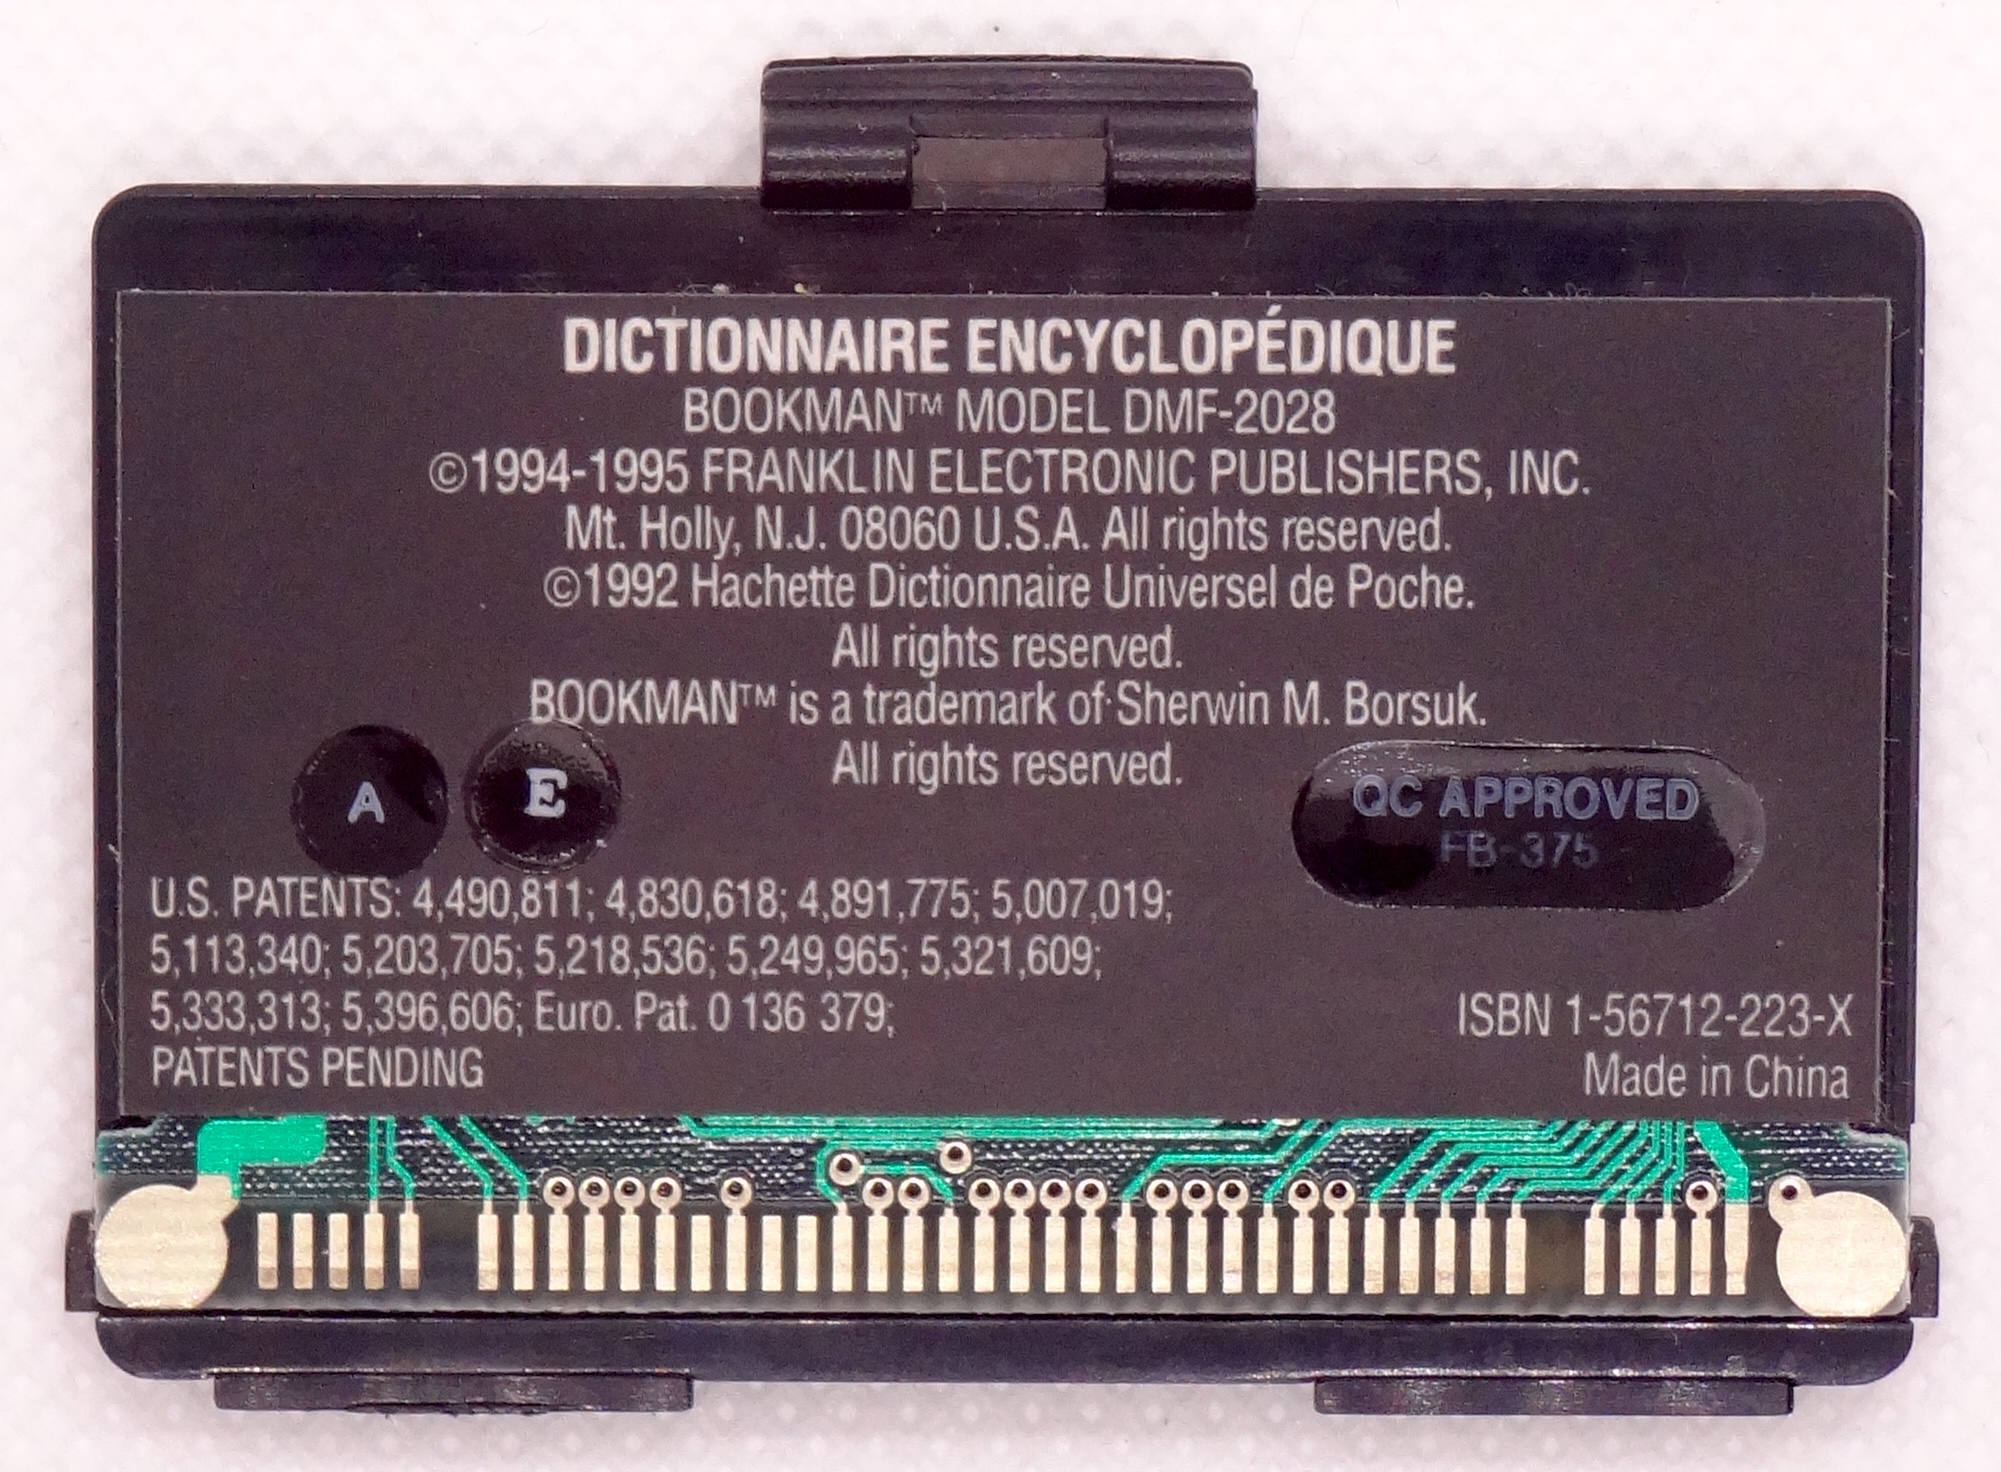 DICTIONNAIRE ENCYCLOPÉDIQUE
BOOKMAN™ MODEL DMF-2028
©1994-1995 FRANKLIN ELECTRONIC PUBLISHERS, INC.
Mt. Holly, N.J. 08060 U.S.A. All rights reserved.
©1992 Hachette Dictionnaire Universel de Poche.
All rights reserved.
BOOKMAN™ is a trademark of Sherwin M. Borsuk.
All rights reserved.
A
E
QC APPROVED
FB-375
U.S. PATENTS: 4,490,811; 4,830,618; 4,891,775; 5,007,019;
5,113,340; 5,203,705; 5,218,536; 5,249,965; 5,321,609;
5,333,313; 5,396,606; Euro. Pat. 0 136 379;
PATENTS PENDING
ISBN 1-56712-223-X
Made in China